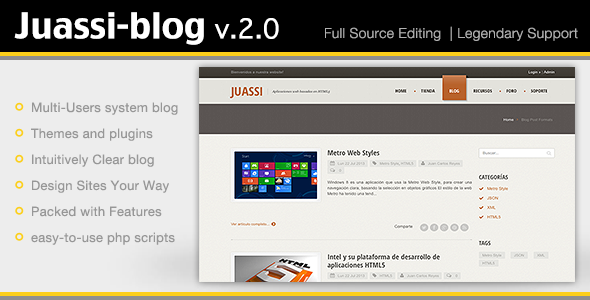 Juassi-blog v.2.0
Full Source Editing | Legendary Support
Multi-Users system blog
Themes and plugins
Intuitively Clear blog
Design Sites Your Way
Packed with Features
easy-to-use php scripts
Bienvenidos a nuestra website!
Login Admin
JUASSI
Aplicaciones web basadas en HTML5
HOME
TIENDA
BLOG
RECURSOS
FORO
SOPORTE
Home
Blog Post Format
Metro Web Styles
Lun 22 Jul 2013
Metro Style, HTML5
Juan Carlos Reyes
Windows 8 es una aplicación que usa la Metro Web Style, para crear una
navegación clara, basando la selección en objetos gráficos El estilo de la web
Metro ha tenido una tend...
Ver artículo completo...
Comparte
Buscar...
CATEGORÍAS
Metro Style
JSON
XML
HTML5
TAGS
Metro Style
JSON
XML
HTML5
Intel y su plataforma de desarrollo de
aplicaciones HTML5
Lun 22 Jul 2013
HTML5
Juan Carlos Reyes
HTML